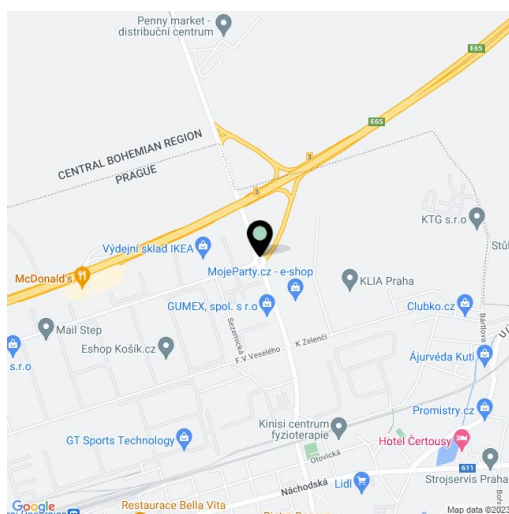 Penny market -
distribuční centrum
E65
CENTRAL BOHEMIAN REGION
PRAGUE
3
E65
3
KTG s.r.o
Stůl
Výdejní sklad IKEA
McDonald's
MojeParty.cz - e-shop
KLIA Praha
GUMEX, spol. s r.o
Clubko.cz
Mail Step
Sezemická
Bártlova
s.r.o
Eshop Košík.cz
F. V. Veselého
K Zelenči
Ájurvéda Kuti
Promistry.cz
Kinisi centrum
fyzioterapie
GT Sports Technology
Hotel Čertousy
Otovická
611
Lidl
Náchodská
Strojservis Praha
Restaurace Bella Vita
Google
Map data ©2023